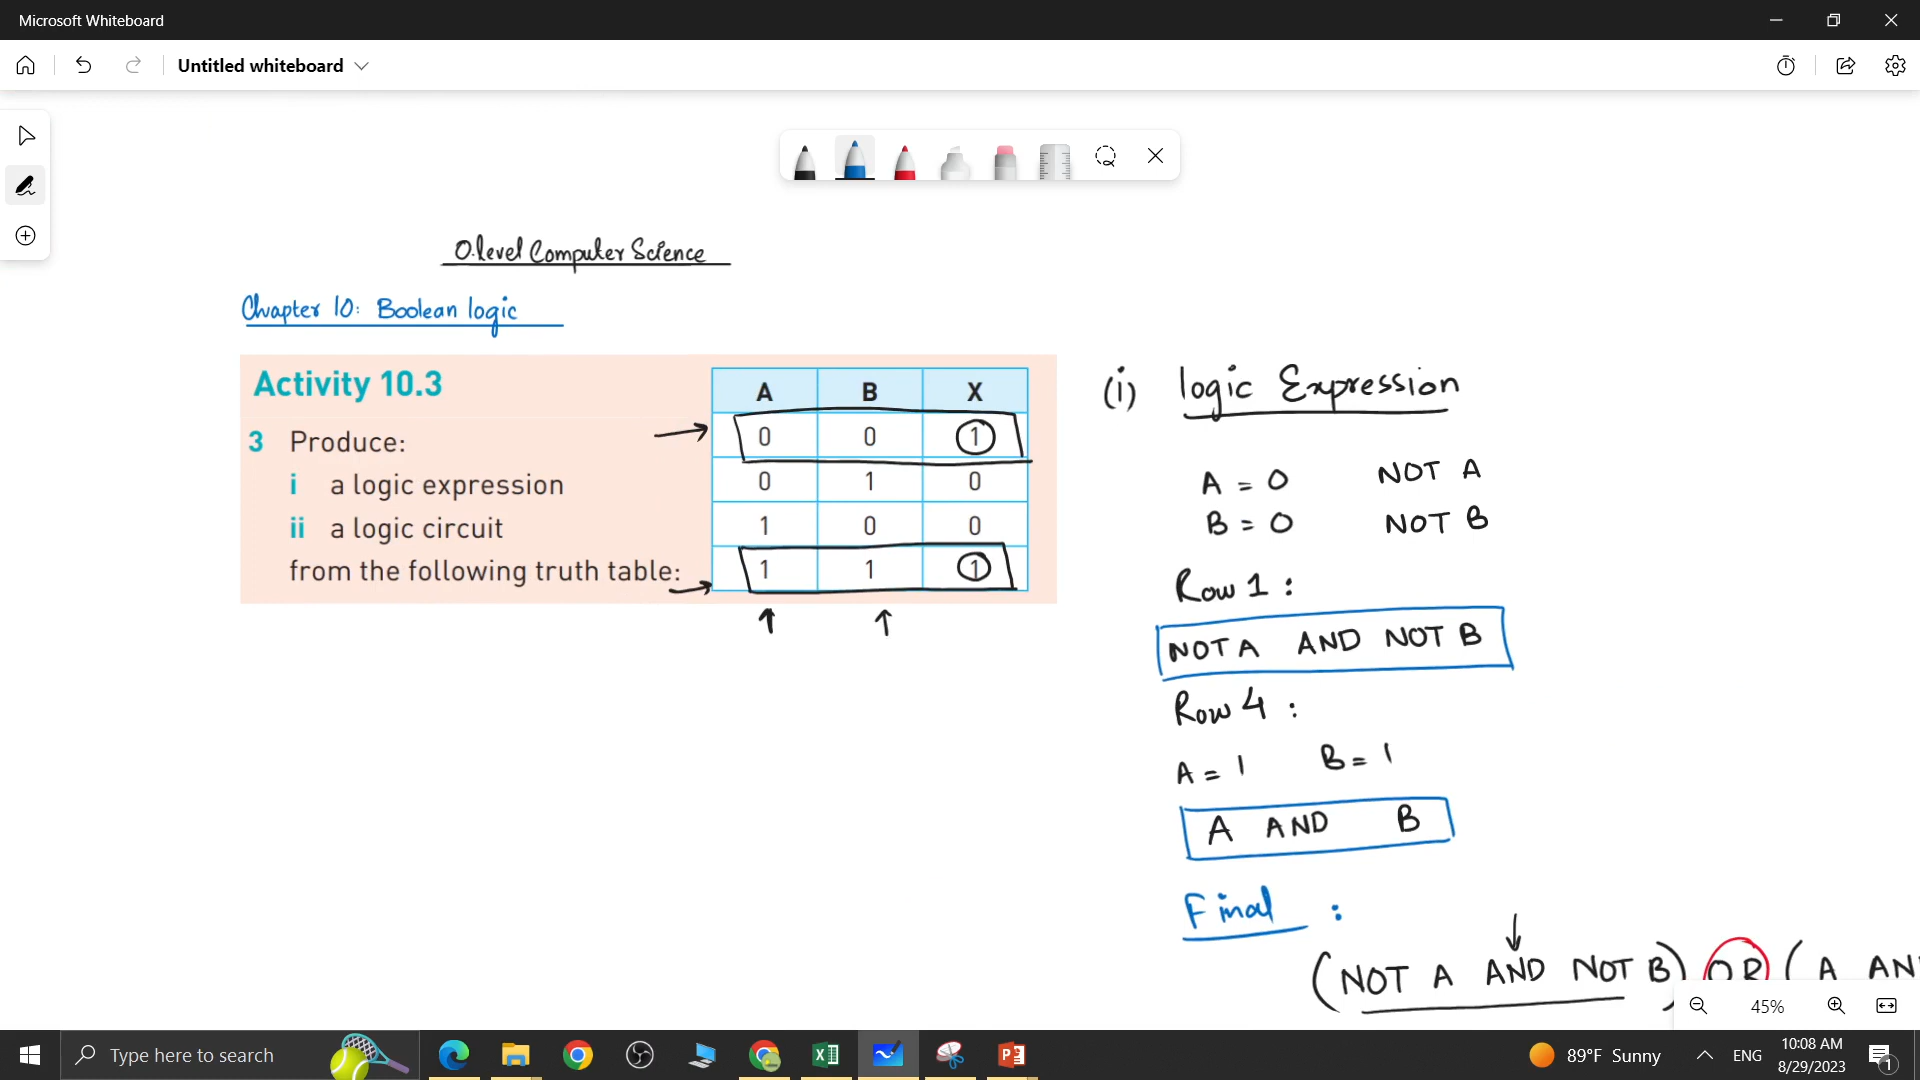 Microsoft Whiteboard
Untitled whiteboard
O.level Computer Science
Chapter 10: Boolean logic
Activity 10.3
3 Produce:
i a logic expression
ii a logic circuit
from the following truth table:
A B X
0 0 1
0 1 0
1 0 0
1 1 1
(i) logic Expression
A = 0 NOT A
B = 0 NOT B
Row 1 :
NOT A AND NOT B
Row 4 :
A = 1 B = 1
A AND B
Final :
(NOT A AND NOT B) OR ( A AN
45%
Type here to search
89°F Sunny
ENG
10:08 AM
8/29/2023
1